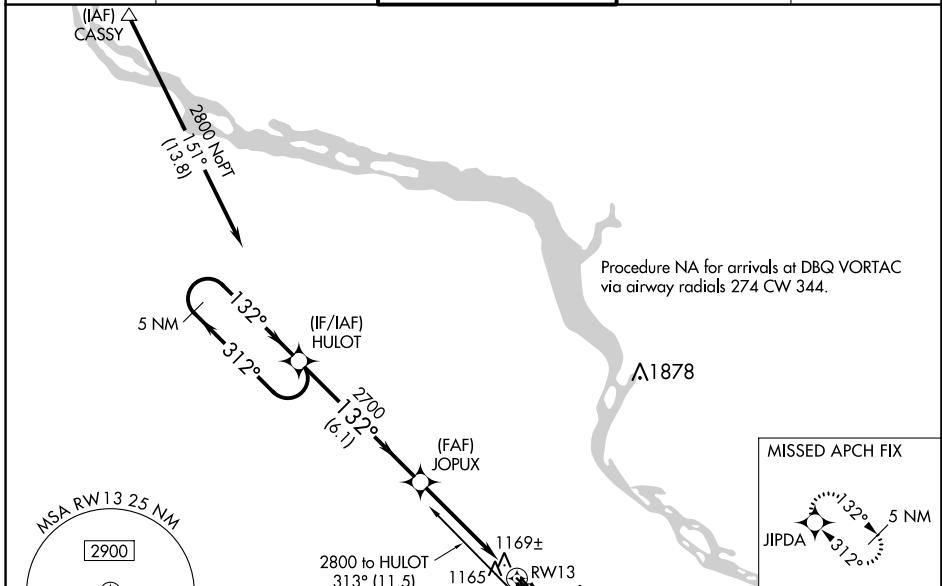 (IAF)
CASSY
2800 NoPT
151°
(13.8)
Procedure NA for arrivals at DBQ VORTAC
via airway radials 274 CW 344.
132°
5 NM
312°
(IF/IAF)
HULOT
1878
2700
132°
(6.1)
(FAF)
JOPUX
MISSED APCH FIX
132°
5 NM
JIPDA
312°
MSA RW13 25 NM
2900
1169±
2800 to HULOT
313° (11.5)
1165
RW13